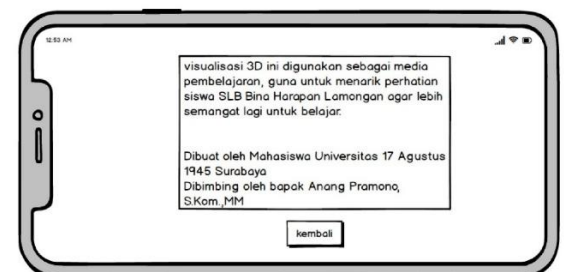 12:53 AM
visualisasi 3D ini digunakan sebagai media
pembelajaran, guna untuk menarik perhatian
siswa SLB Bina Harapan Lamongan agar lebih
semangat lagi untuk belajar.
Dibuat oleh Mahasiswa Universitas 17 Agustus
1945 Surabaya
Dibimbing oleh bapak Anang Pramono,
S.Kom.,MM
kembali